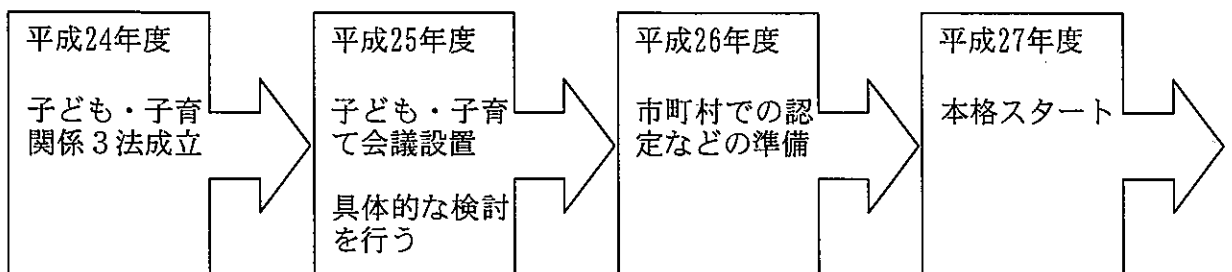 平成24年度
子ども・子育
関係３法成立
平成25年度
子ども・子育
て会議設置
具体的な検討
を行う
平成26年度
市町村での認
定などの準備
平成27年度
本格スタート